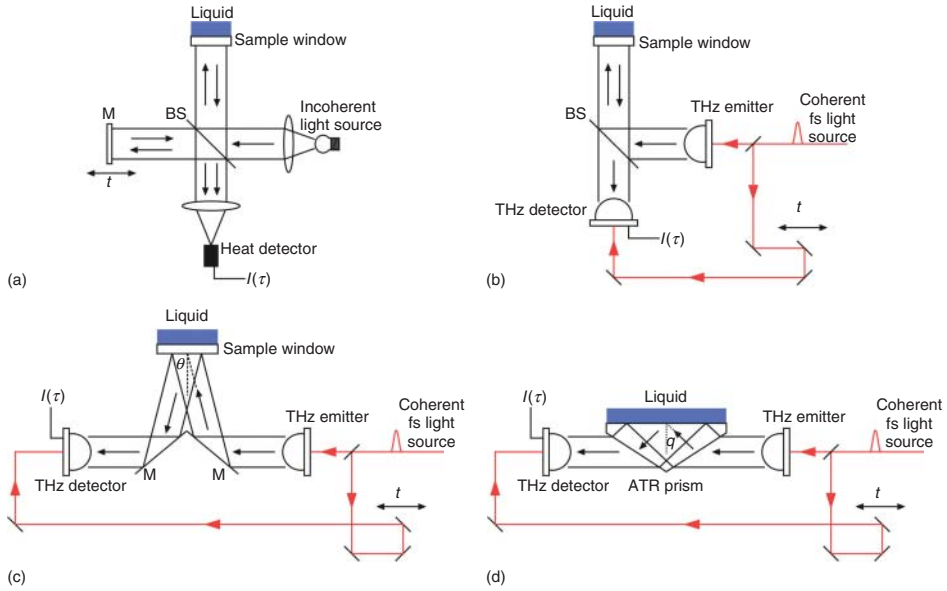 Liquid
Sample window
M
BS
Incoherent
light source
t
Heat detector
I(τ)
(a)
Liquid
Sample window
BS
THz emitter
Coherent
fs light
source
THz detector
t
I(τ)
(b)
Liquid
Sample window
θ
I(τ)
THz emitter
Coherent
fs light
source
M
M
THz detector
t
(c)
Liquid
I(τ)
THz emitter
Coherent
fs light
source
q
THz detector
ATR prism
t
(d)